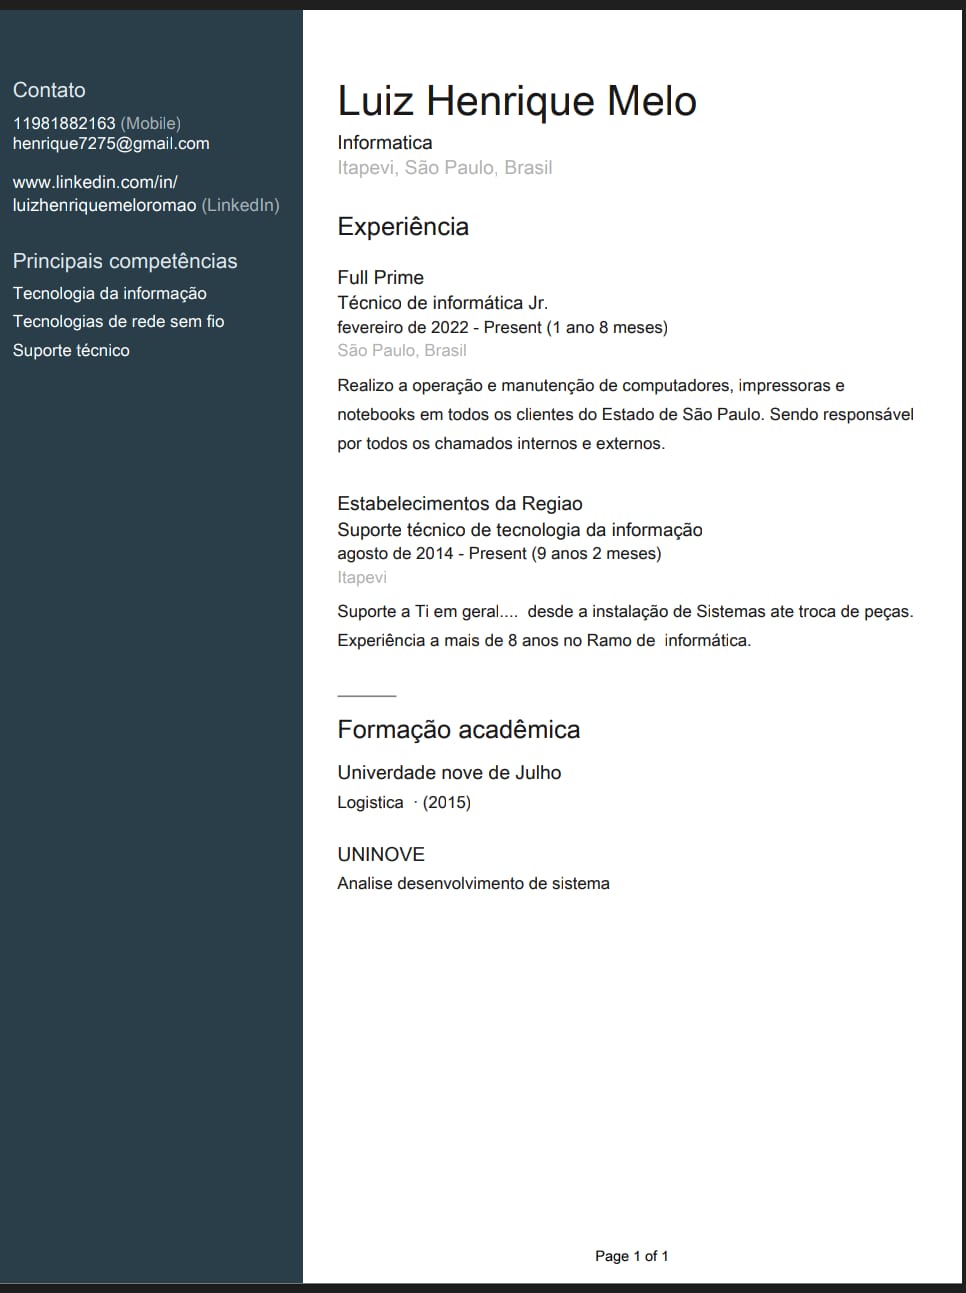 Contato
11981882163 (Mobile)
henrique7275@gmail.com
www.linkedin.com/in/
luizhenriquemeloromao (LinkedIn)
Principais competências
Tecnologia da informação
Tecnologias de rede sem fio
Suporte técnico
Luiz Henrique Melo
Informatica
Itapevi, São Paulo, Brasil
Experiência
Full Prime
Técnico de informática Jr.
fevereiro de 2022 - Present (1 ano 8 meses)
São Paulo, Brasil
Realizo a operação e manutenção de computadores, impressoras e
notebooks em todos os clientes do Estado de São Paulo. Sendo responsável
por todos os chamados internos e externos.
Estabelecimentos da Regiao
Suporte técnico de tecnologia da informação
agosto de 2014 - Present (9 anos 2 meses)
Itapevi
Suporte a Ti em geral....  desde a instalação de Sistemas ate troca de peças.
Experiência a mais de 8 anos no Ramo de  informática.
Formação acadêmica
Univerdade nove de Julho
Logistica  · (2015)
UNINOVE
Analise desenvolvimento de sistema
Page 1 of 1